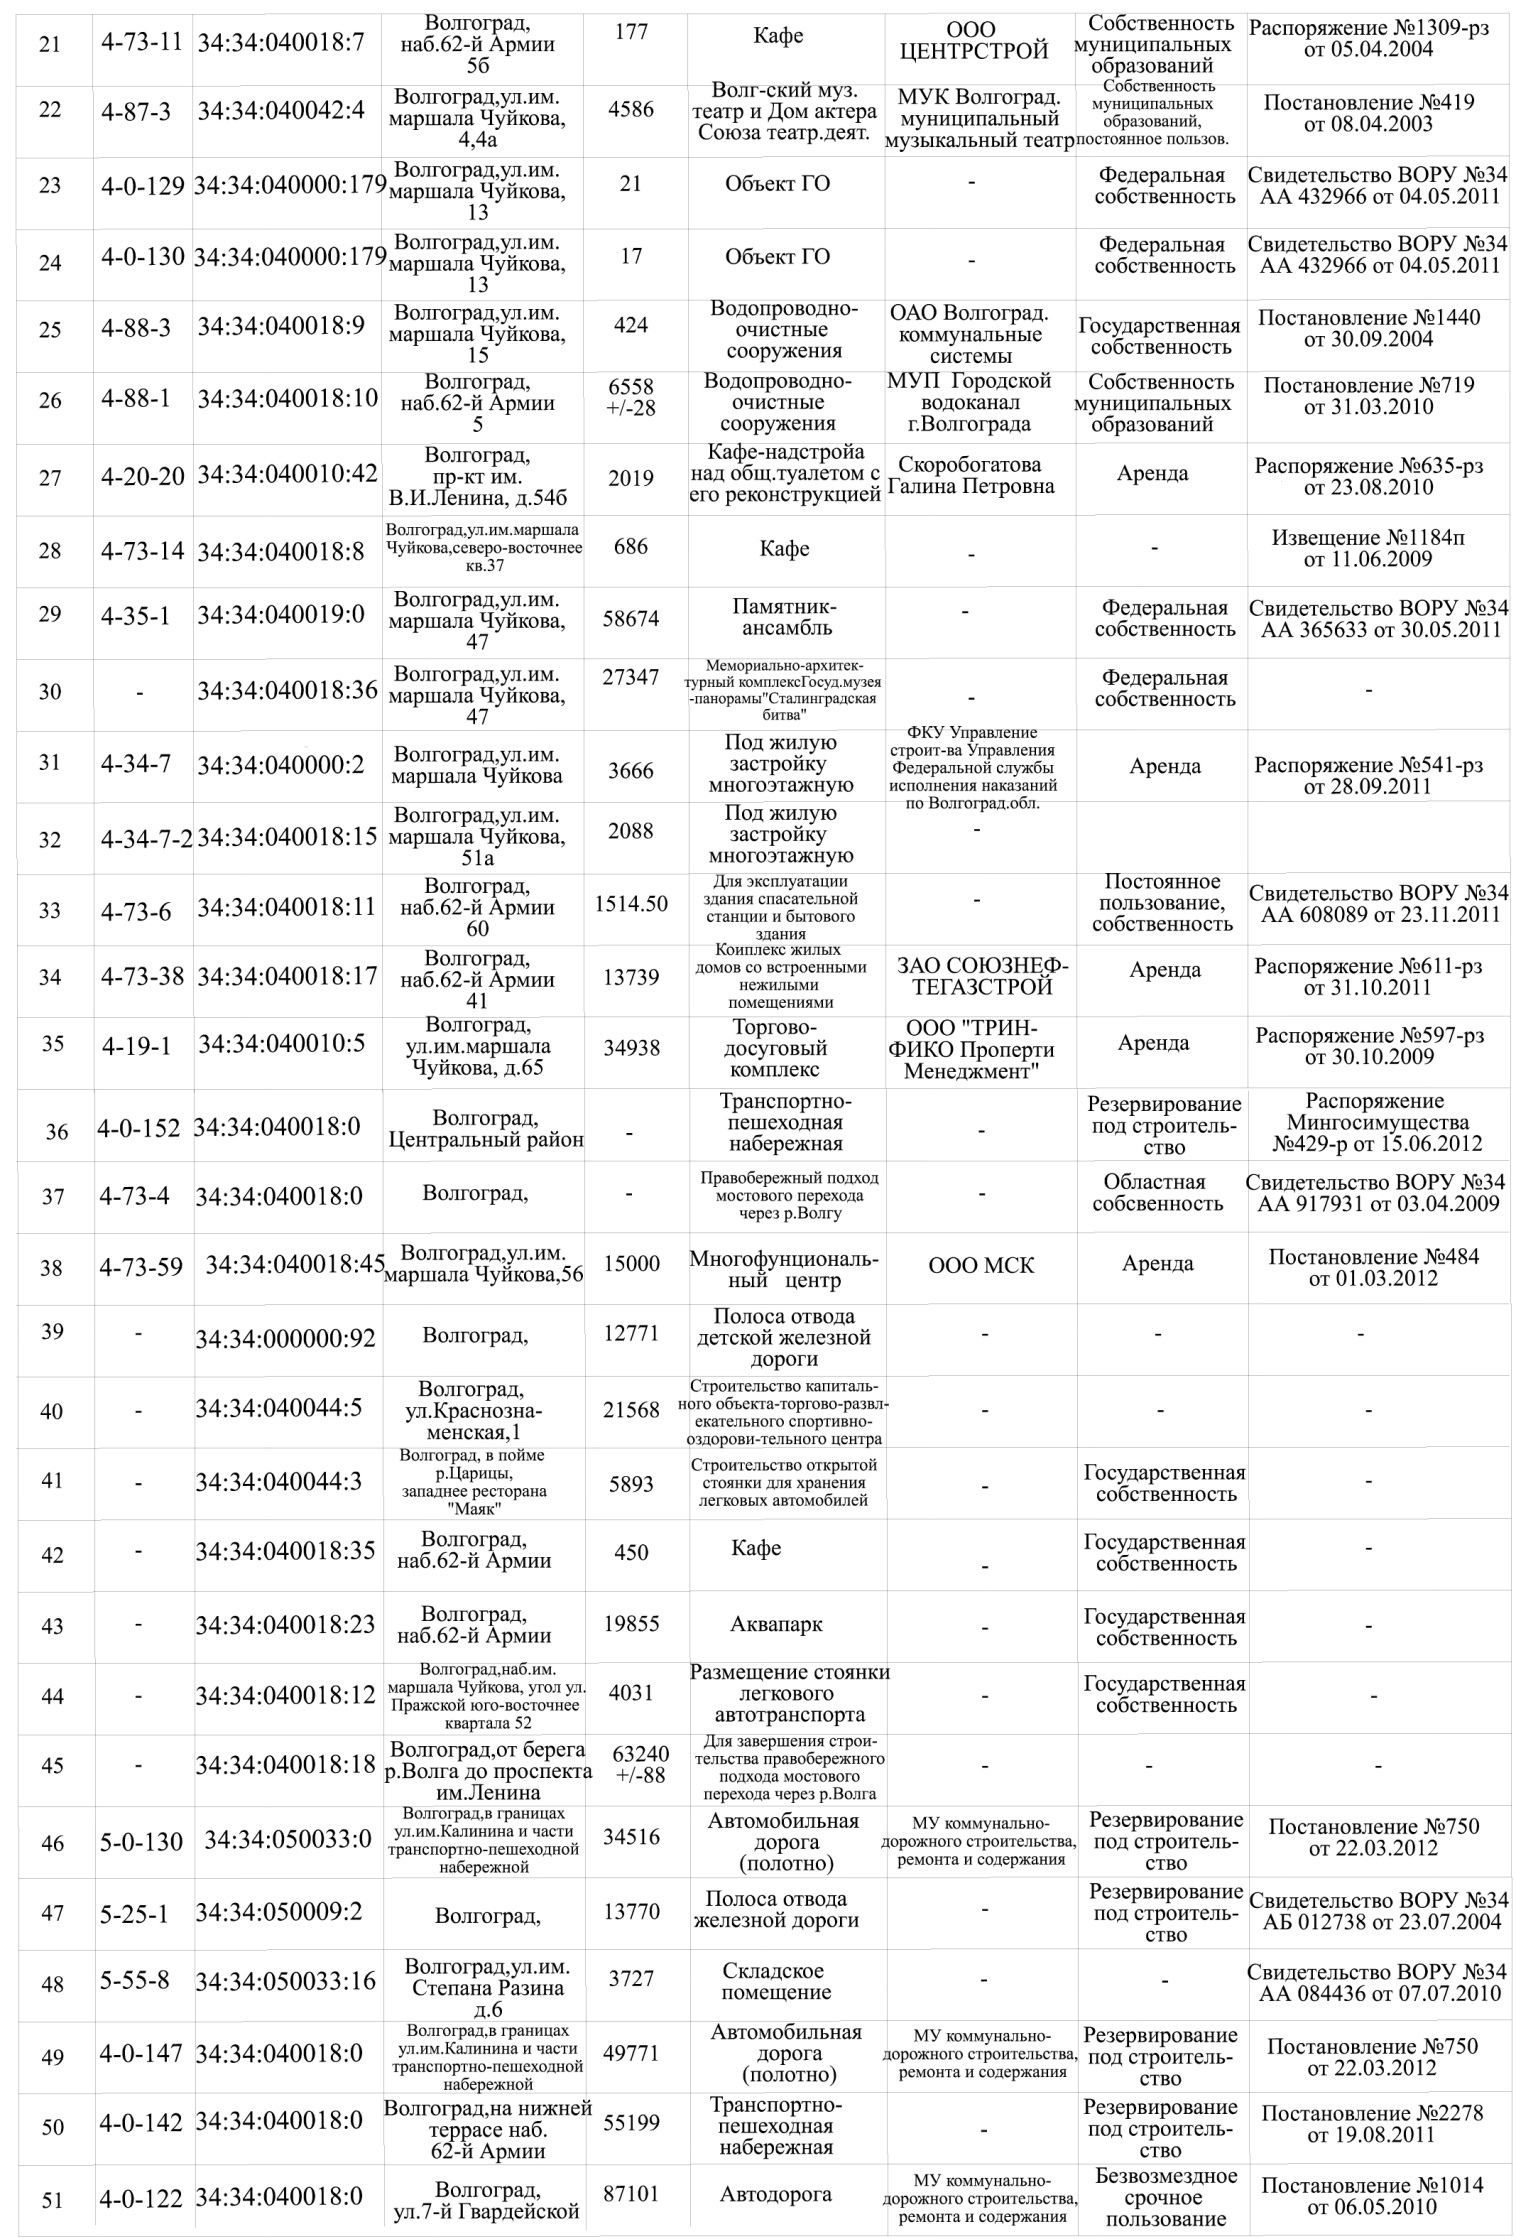 21
4-73-11
34:34:040018:7
Волгоград,
наб.62-й Армии
5б
177
Кафе
ООО
ЦЕНТРСТРОЙ
Собственность
муниципальных
образований
Распоряжение №1309-рз
от 05.04.2004
22
4-87-3
34:34:040042:4
Волгоград,ул.им.
маршала Чуйкова,
4,4а
4586
Волг-ский муз.
театр и Дом актера
Союза театр.деят.
МУК Волгоград.
муниципальный
музыкальный театр
Собственность
муниципальных
образований,
постоянное пользов.
Постановление №419
от 08.04.2003
23
4-0-129
34:34:040000:179
Волгоград,ул.им.
маршала Чуйкова,
13
21
Объект ГО
-
Федеральная
собственность
Свидетельство ВОРУ №34
АА 432966 от 04.05.2011
24
4-0-130
34:34:040000:179
Волгоград,ул.им.
маршала Чуйкова,
13
17
Объект ГО
-
Федеральная
собственность
Свидетельство ВОРУ №34
АА 432966 от 04.05.2011
25
4-88-3
34:34:040018:9
Волгоград,ул.им.
маршала Чуйкова,
15
424
Водопроводно-
очистные
сооружения
ОАО Волгоград.
коммунальные
системы
Государственная
собственность
Постановление №1440
от 30.09.2004
26
4-88-1
34:34:040018:10
Волгоград,
наб.62-й Армии
5
6558
+/-28
Водопроводно-
очистные
сооружения
МУП Городской
водоканал
г.Волгограда
Собственность
муниципальных
образований
Постановление №719
от 31.03.2010
27
4-20-20
34:34:040010:42
Волгоград,
пр-кт им.
В.И.Ленина, д.54б
2019
Кафе-надстройа
над общ.туалетом с
его реконструкцией
Скоробогатова
Галина Петровна
Аренда
Распоряжение №635-рз
от 23.08.2010
28
4-73-14
34:34:040018:8
Волгоград,ул.им.маршала
Чуйкова,северо-восточнее
кв.37
686
Кафе
-
-
Извещение №1184п
от 11.06.2009
29
4-35-1
34:34:040019:0
Волгоград,ул.им.
маршала Чуйкова,
47
58674
Памятник-
ансамбль
-
Федеральная
собственность
Свидетельство ВОРУ №34
АА 365633 от 30.05.2011
30
-
34:34:040018:36
Волгоград,ул.им.
маршала Чуйкова,
47
27347
Мемориально-архитек-
турный комплексГосуд.музея
-панорамы"Сталинградская
битва"
-
Федеральная
собственность
-
31
4-34-7
34:34:040000:2
Волгоград,ул.им.
маршала Чуйкова
3666
Под жилую
застройку
многоэтажную
ФКУ Управление
строит-ва Управления
Федеральной службы
исполнения наказаний
по Волгоград.обл.
Аренда
Распоряжение №541-рз
от 28.09.2011
32
4-34-7-2
34:34:040018:15
Волгоград,ул.им.
маршала Чуйкова,
51а
2088
Под жилую
застройку
многоэтажную
-
33
4-73-6
34:34:040018:11
Волгоград,
наб.62-й Армии
60
1514.50
Для эксплуатации
здания спасательной
станции и бытового
здания
-
Постоянное
пользование,
собственность
Свидетельство ВОРУ №34
АА 608089 от 23.11.2011
34
4-73-38
34:34:040018:17
Волгоград,
наб.62-й Армии
41
13739
Коиплекс жилых
домов со встроенными
нежилыми
помещениями
ЗАО СОЮЗНЕФ-
ТЕГАЗСТРОЙ
Аренда
Распоряжение №611-рз
от 31.10.2011
35
4-19-1
34:34:040010:5
Волгоград,
ул.им.маршала
Чуйкова, д.65
34938
Торгово-
досуговый
комплекс
ООО "ТРИН-
ФИКО Проперти
Менеджмент"
Аренда
Распоряжение №597-рз
от 30.10.2009
36
4-0-152
34:34:040018:0
Волгоград,
Центральный район
-
Транспортно-
пешеходная
набережная
-
Резервирование
под строитель-
ство
Распоряжение
Мингосимущества
№429-р от 15.06.2012
37
4-73-4
34:34:040018:0
Волгоград,
-
Правобережный подход
мостового перехода
через р.Волгу
-
Областная
собсвенность
Свидетельство ВОРУ №34
АА 917931 от 03.04.2009
38
4-73-59
34:34:040018:45
Волгоград,ул.им.
маршала Чуйкова,56
15000
Многофунциональ-
ный центр
ООО МСК
Аренда
Постановление №484
от 01.03.2012
39
-
34:34:000000:92
Волгоград,
12771
Полоса отвода
детской железной
дороги
-
-
-
40
-
34:34:040044:5
Волгоград,
ул.Краснозна-
менская,1
21568
Строительство капиталь-
ного объекта-торгово-развл-
екательного спортивно-
оздорови-тельного центра
-
-
-
41
-
34:34:040044:3
Волгоград, в пойме
р.Царицы,
западнее ресторана
"Маяк"
5893
Строительство открытой
стоянки для хранения
легковых автомобилей
-
Государственная
собственность
-
42
-
34:34:040018:35
Волгоград,
наб.62-й Армии
450
Кафе
-
Государственная
собственность
-
43
-
34:34:040018:23
Волгоград,
наб.62-й Армии
19855
Аквапарк
-
Государственная
собственность
-
44
-
34:34:040018:12
Волгоград,наб.им.
маршала Чуйкова, угол ул.
Пражской юго-восточнее
квартала 52
4031
Размещение стоянки
легкового
автотранспорта
-
Государственная
собственность
-
45
-
34:34:040018:18
Волгоград,от берега
р.Волга до проспекта
им.Ленина
63240
+/-88
Для завершения строи-
тельства правобережного
подхода мостового
перехода через р.Волга
-
-
-
46
5-0-130
34:34:050033:0
Волгоград,в границах
ул.им.Калинина и части
транспортно-пешеходной
набережной
34516
Автомобильная
дорога
(полотно)
МУ коммунально-
дорожного строительства,
ремонта и содержания
Резервирование
под строитель-
ство
Постановление №750
от 22.03.2012
47
5-25-1
34:34:050009:2
Волгоград,
13770
Полоса отвода
железной дороги
-
Резервирование
под строитель-
ство
Свидетельство ВОРУ №34
АБ 012738 от 23.07.2004
48
5-55-8
34:34:050033:16
Волгоград,ул.им.
Степана Разина
д.6
3727
Складское
помещение
-
-
Свидетельство ВОРУ №34
АА 084436 от 07.07.2010
49
4-0-147
34:34:040018:0
Волгоград,в границах
ул.им.Калинина и части
транспортно-пешеходной
набережной
49771
Автомобильная
дорога
(полотно)
МУ коммунально-
дорожного строительства,
ремонта и содержания
Резервирование
под строитель-
ство
Постановление №750
от 22.03.2012
50
4-0-142
34:34:040018:0
Волгоград,на нижней
террасе наб.
62-й Армии
55199
Транспортно-
пешеходная
набережная
-
Резервирование
под строитель-
ство
Постановление №2278
от 19.08.2011
51
4-0-122
34:34:040018:0
Волгоград,
ул.7-й Гвардейской
87101
Автодорога
МУ коммунально-
дорожного строительства,
ремонта и содержания
Безвозмездное
срочное
пользование
Постановление №1014
от 06.05.2010